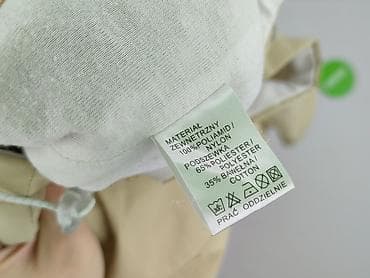 MATERIAŁ
ZEWNĘTRZNY
100% POLIAMID/
NYLON
PODSZEWKA
65% POLIESTER/
POLYESTER
35% BAWEŁNA/
COTTON
PRAĆ ODDZIELNIE